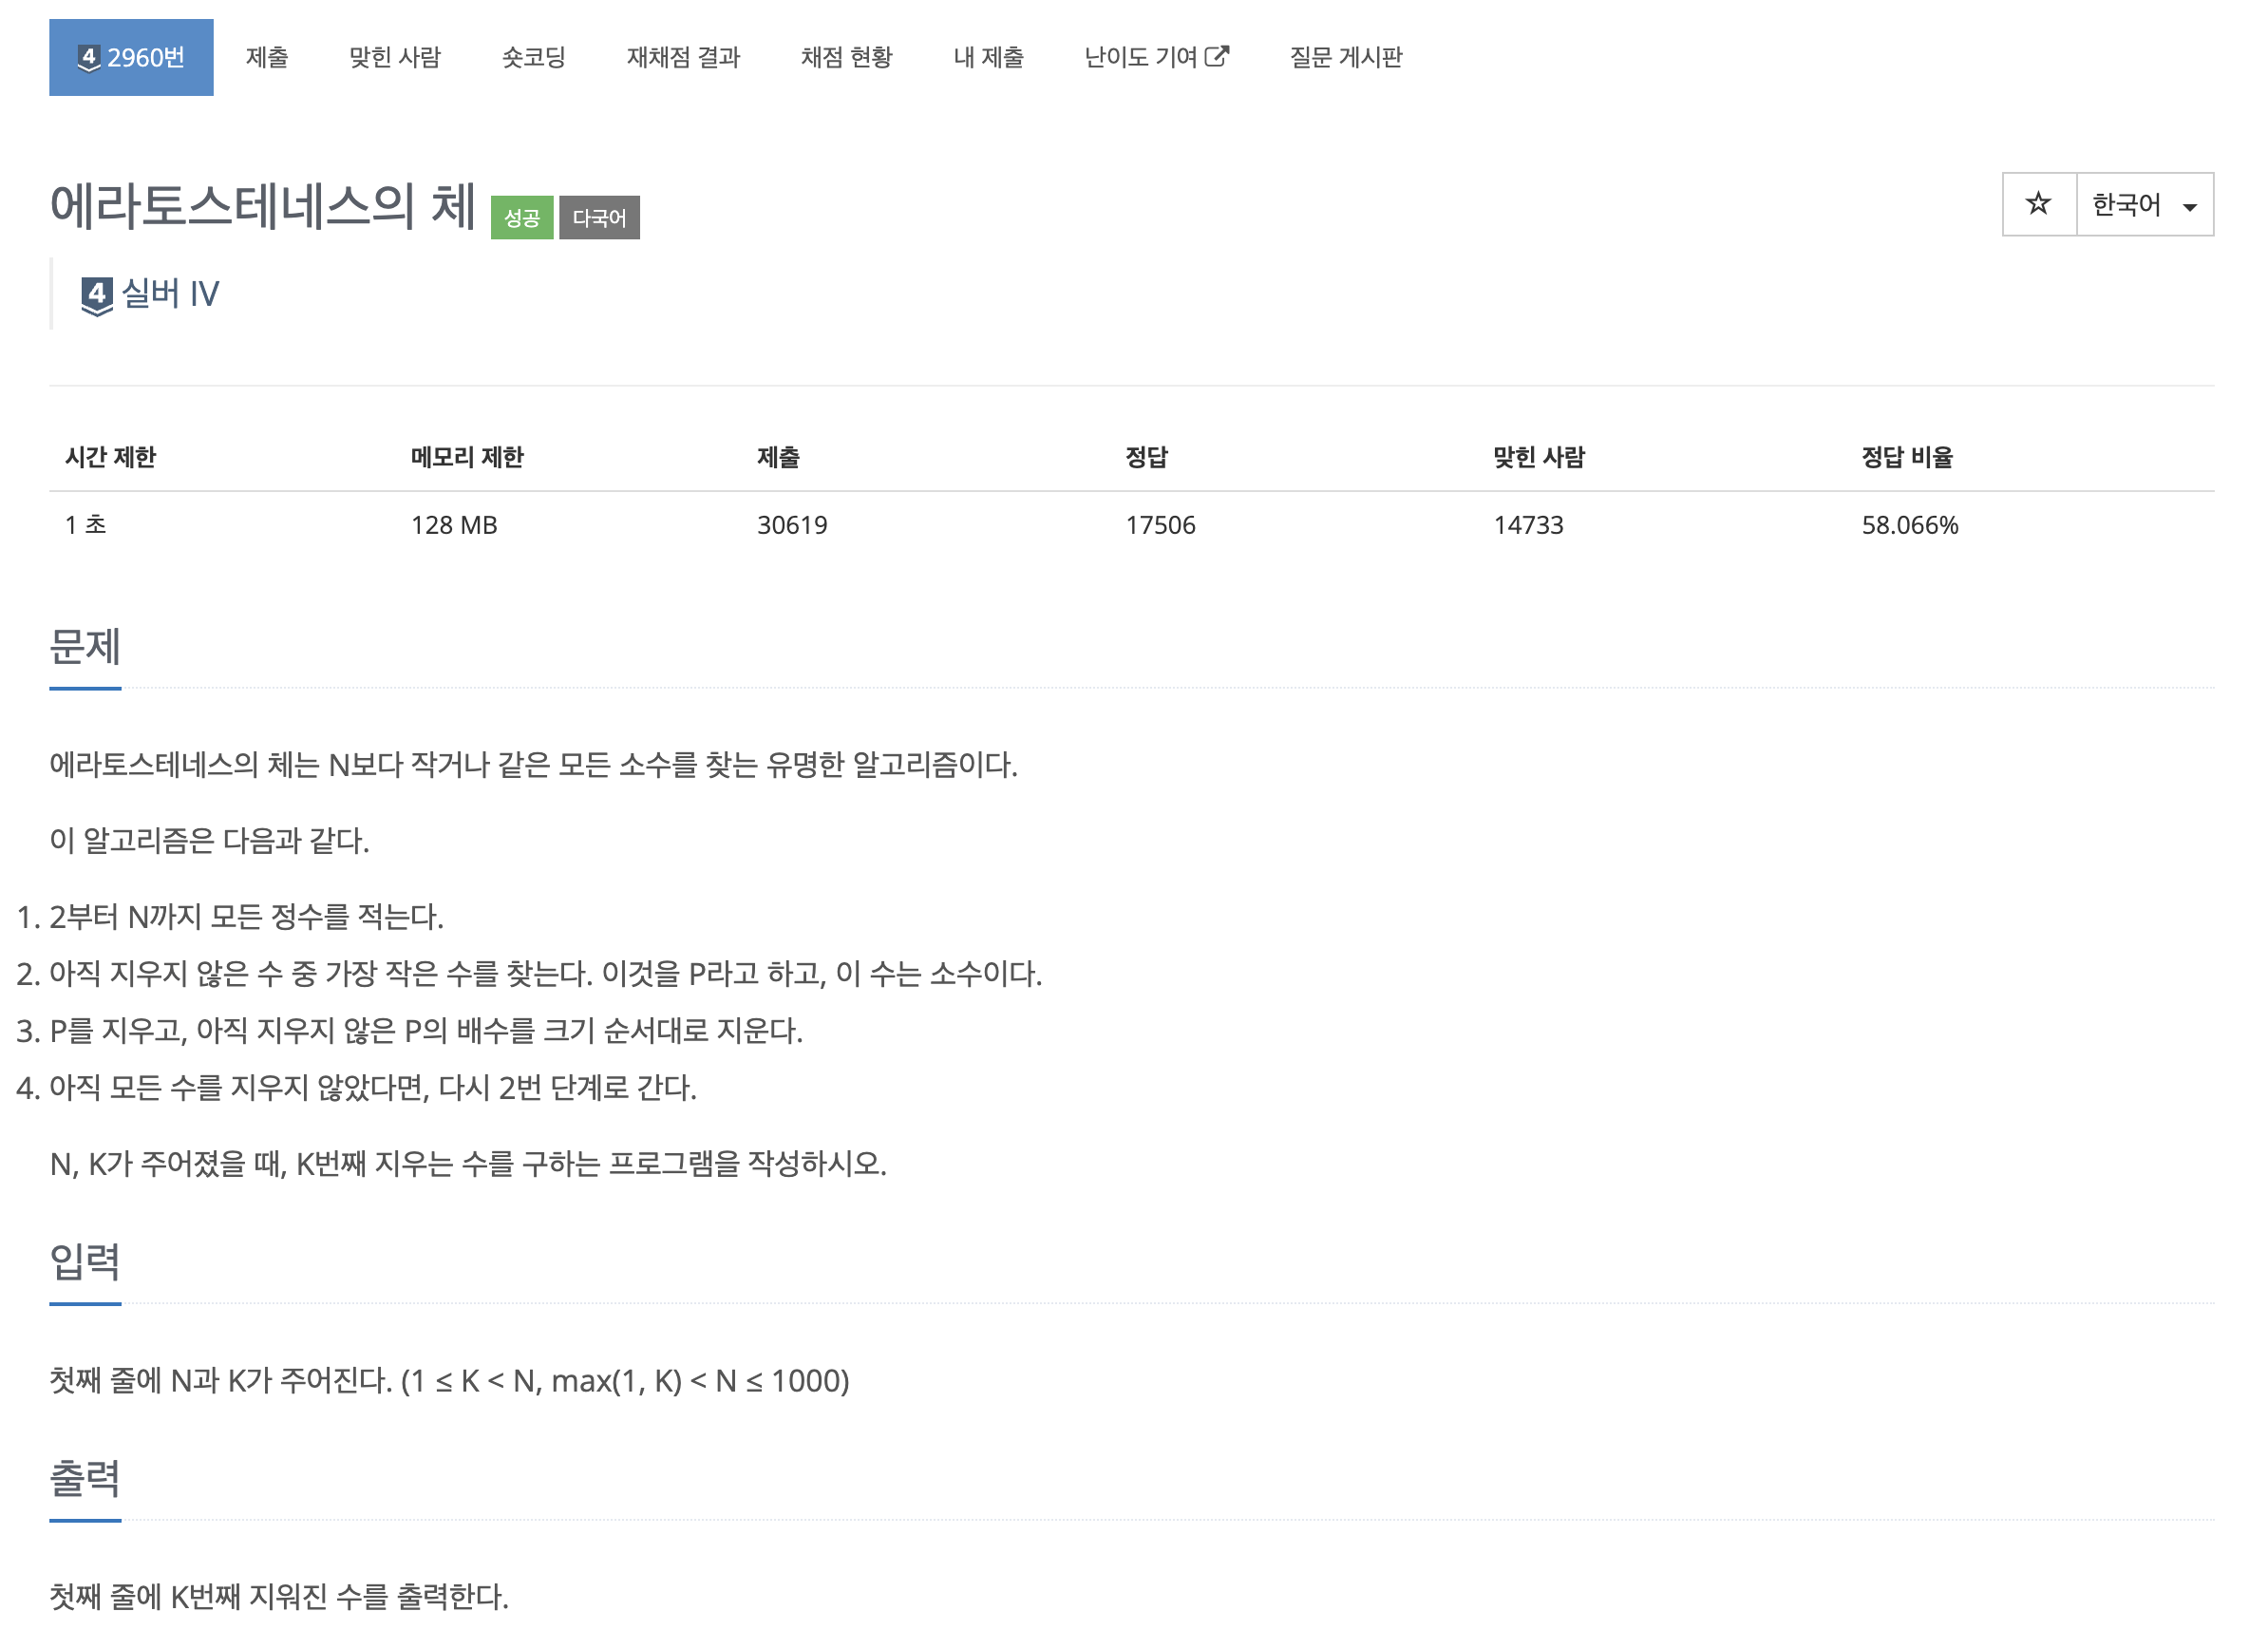 4 2960번 제출 맞힌 사람 숏코딩 재채점 결과 채점 현황 내 제출 난이도 기여 질문 게시판
에라토스테네스의 체 성공 다국어 한국어
4 실버 IV
시간 제한 메모리 제한 제출 정답 맞힌 사람 정답 비율
1 초 128 MB 30619 17506 14733 58.066%
문제
에라토스테네스의 체는 N보다 작거나 같은 모든 소수를 찾는 유명한 알고리즘이다.
이 알고리즘은 다음과 같다.
1. 2부터 N까지 모든 정수를 적는다.
2. 아직 지우지 않은 수 중 가장 작은 수를 찾는다. 이것을 P라고 하고, 이 수는 소수이다.
3. P를 지우고, 아직 지우지 않은 P의 배수를 크기 순서대로 지운다.
4. 아직 모든 수를 지우지 않았다면, 다시 2번 단계로 간다.
N, K가 주어졌을 때, K번째 지우는 수를 구하는 프로그램을 작성하시오.
입력
첫째 줄에 N과 K가 주어진다. (1 ≤ K < N, max(1, K) < N ≤ 1000)
출력
첫째 줄에 K번째 지워진 수를 출력한다.